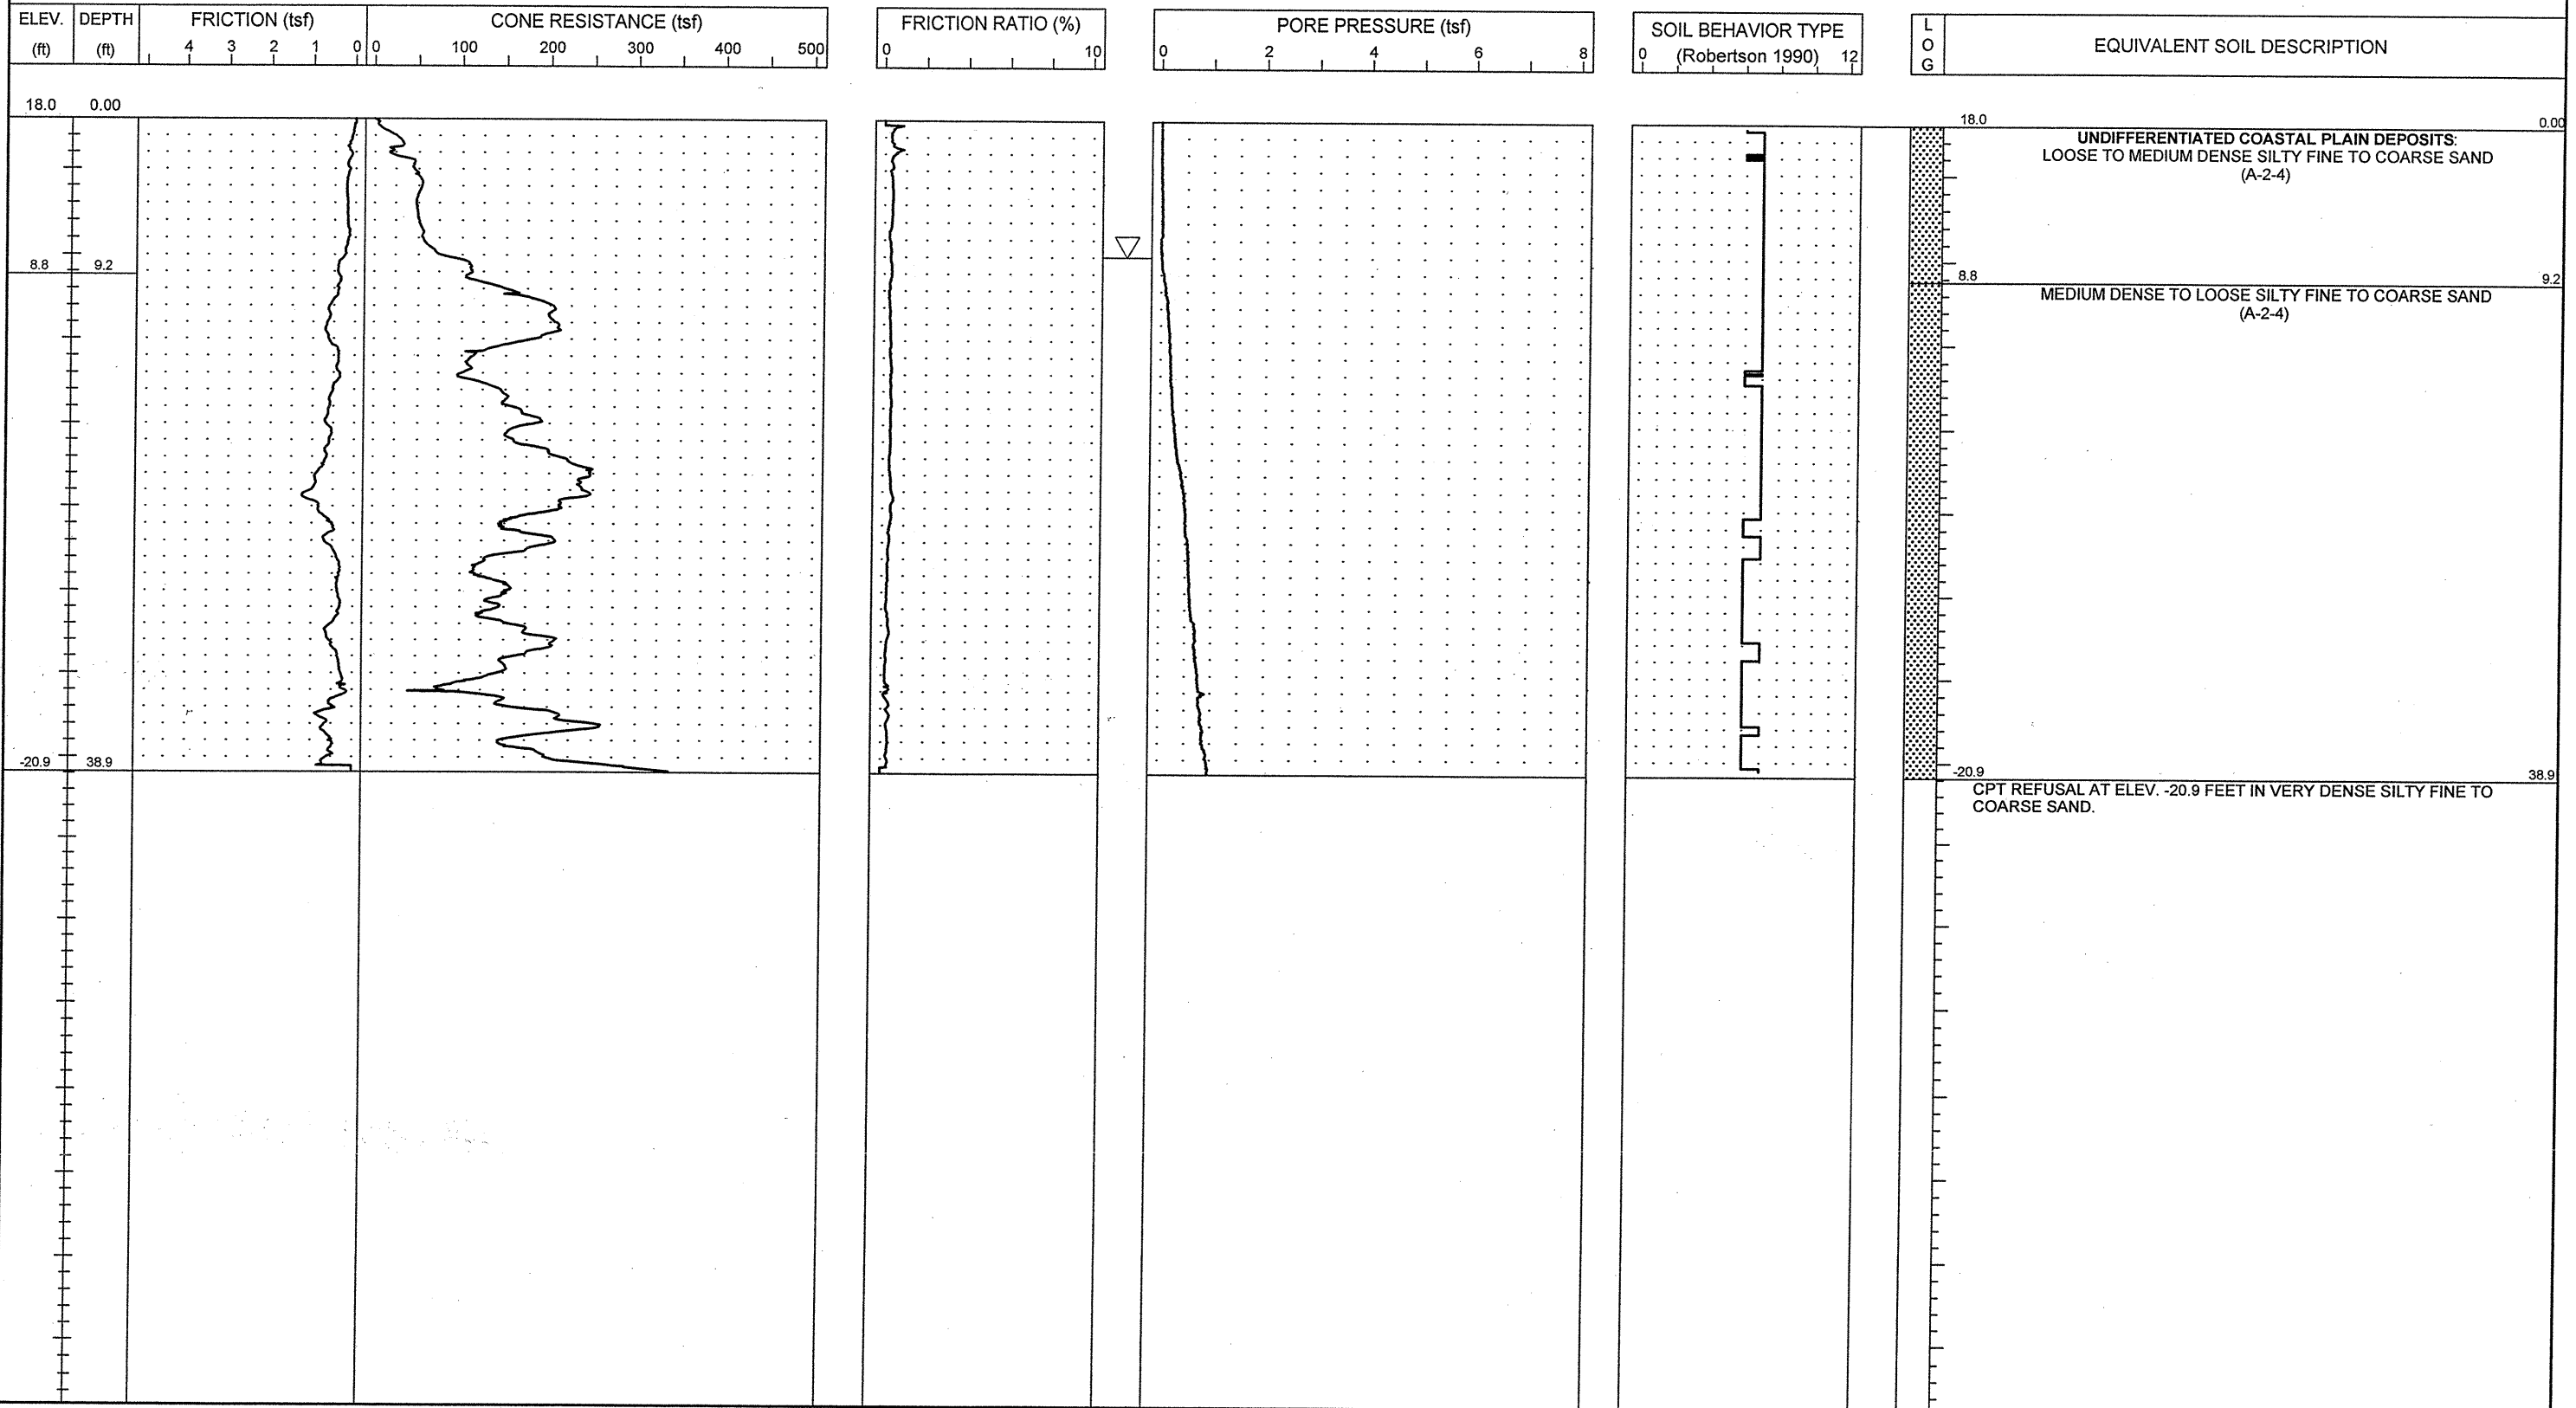 ELEV. DEPTH FRICTION (tsf) CONE RESISTANCE (tsf) FRICTION RATIO (%) PORE PRESSURE (tsf) SOIL BEHAVIOR TYPE
(ft) (ft) 4 3 2 1 0 0 100 200 300 400 500 0 10 0 2 4 6 8 0 (Robertson 1990) 12
L
O
G
EQUIVALENT SOIL DESCRIPTION
18.0 0.00
18.0 0.00
UNDIFFERENTIATED COASTAL PLAIN DEPOSITS:
LOOSE TO MEDIUM DENSE SILTY FINE TO COARSE SAND
(A-2-4)
8.8 9.2
8.8 9.2
MEDIUM DENSE TO LOOSE SILTY FINE TO COARSE SAND
(A-2-4)
-20.9 38.9
-20.9 38.9
CPT REFUSAL AT ELEV. -20.9 FEET IN VERY DENSE SILTY FINE TO
COARSE SAND.